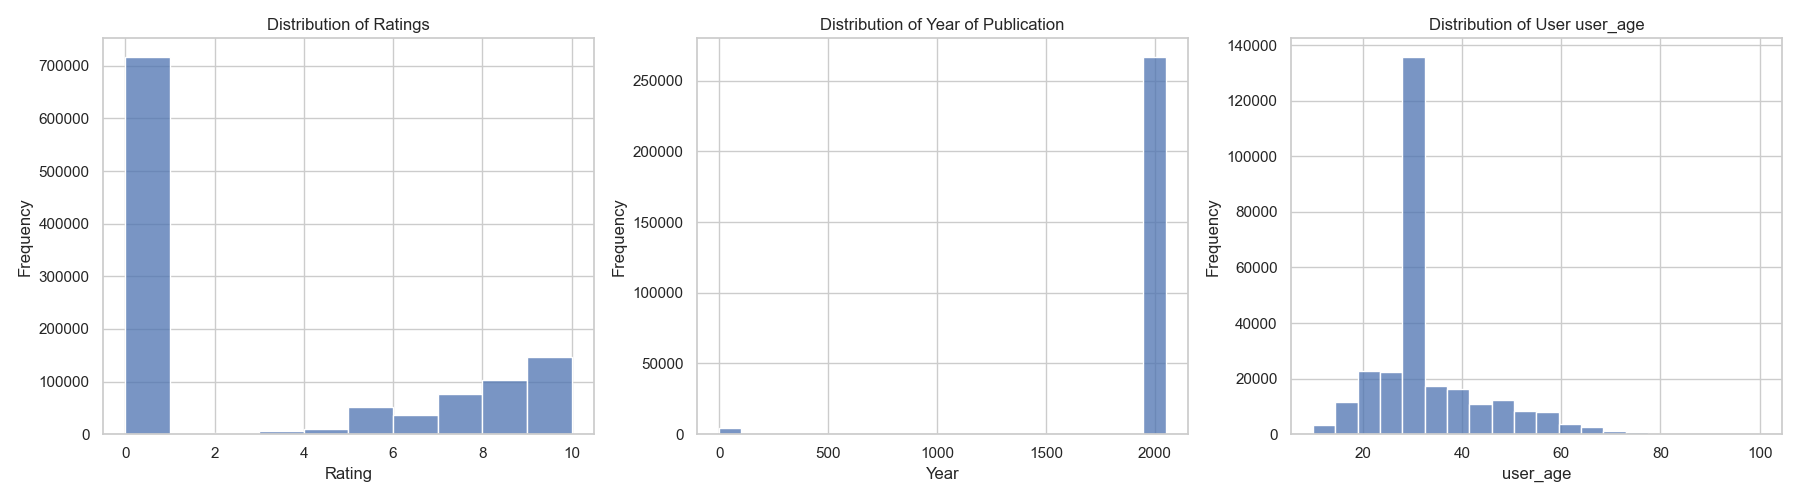 Distribution of Ratings
700000
600000
500000
400000
300000
200000
100000
0
0 2 4 6 8 10
Frequency
Rating
Distribution of Year of Publication
250000
200000
150000
100000
50000
0
0 500 1000 1500 2000
Frequency
Year
Distribution of User user_age
140000
120000
100000
80000
60000
40000
20000
0
20 40 60 80 100
Frequency
user_age